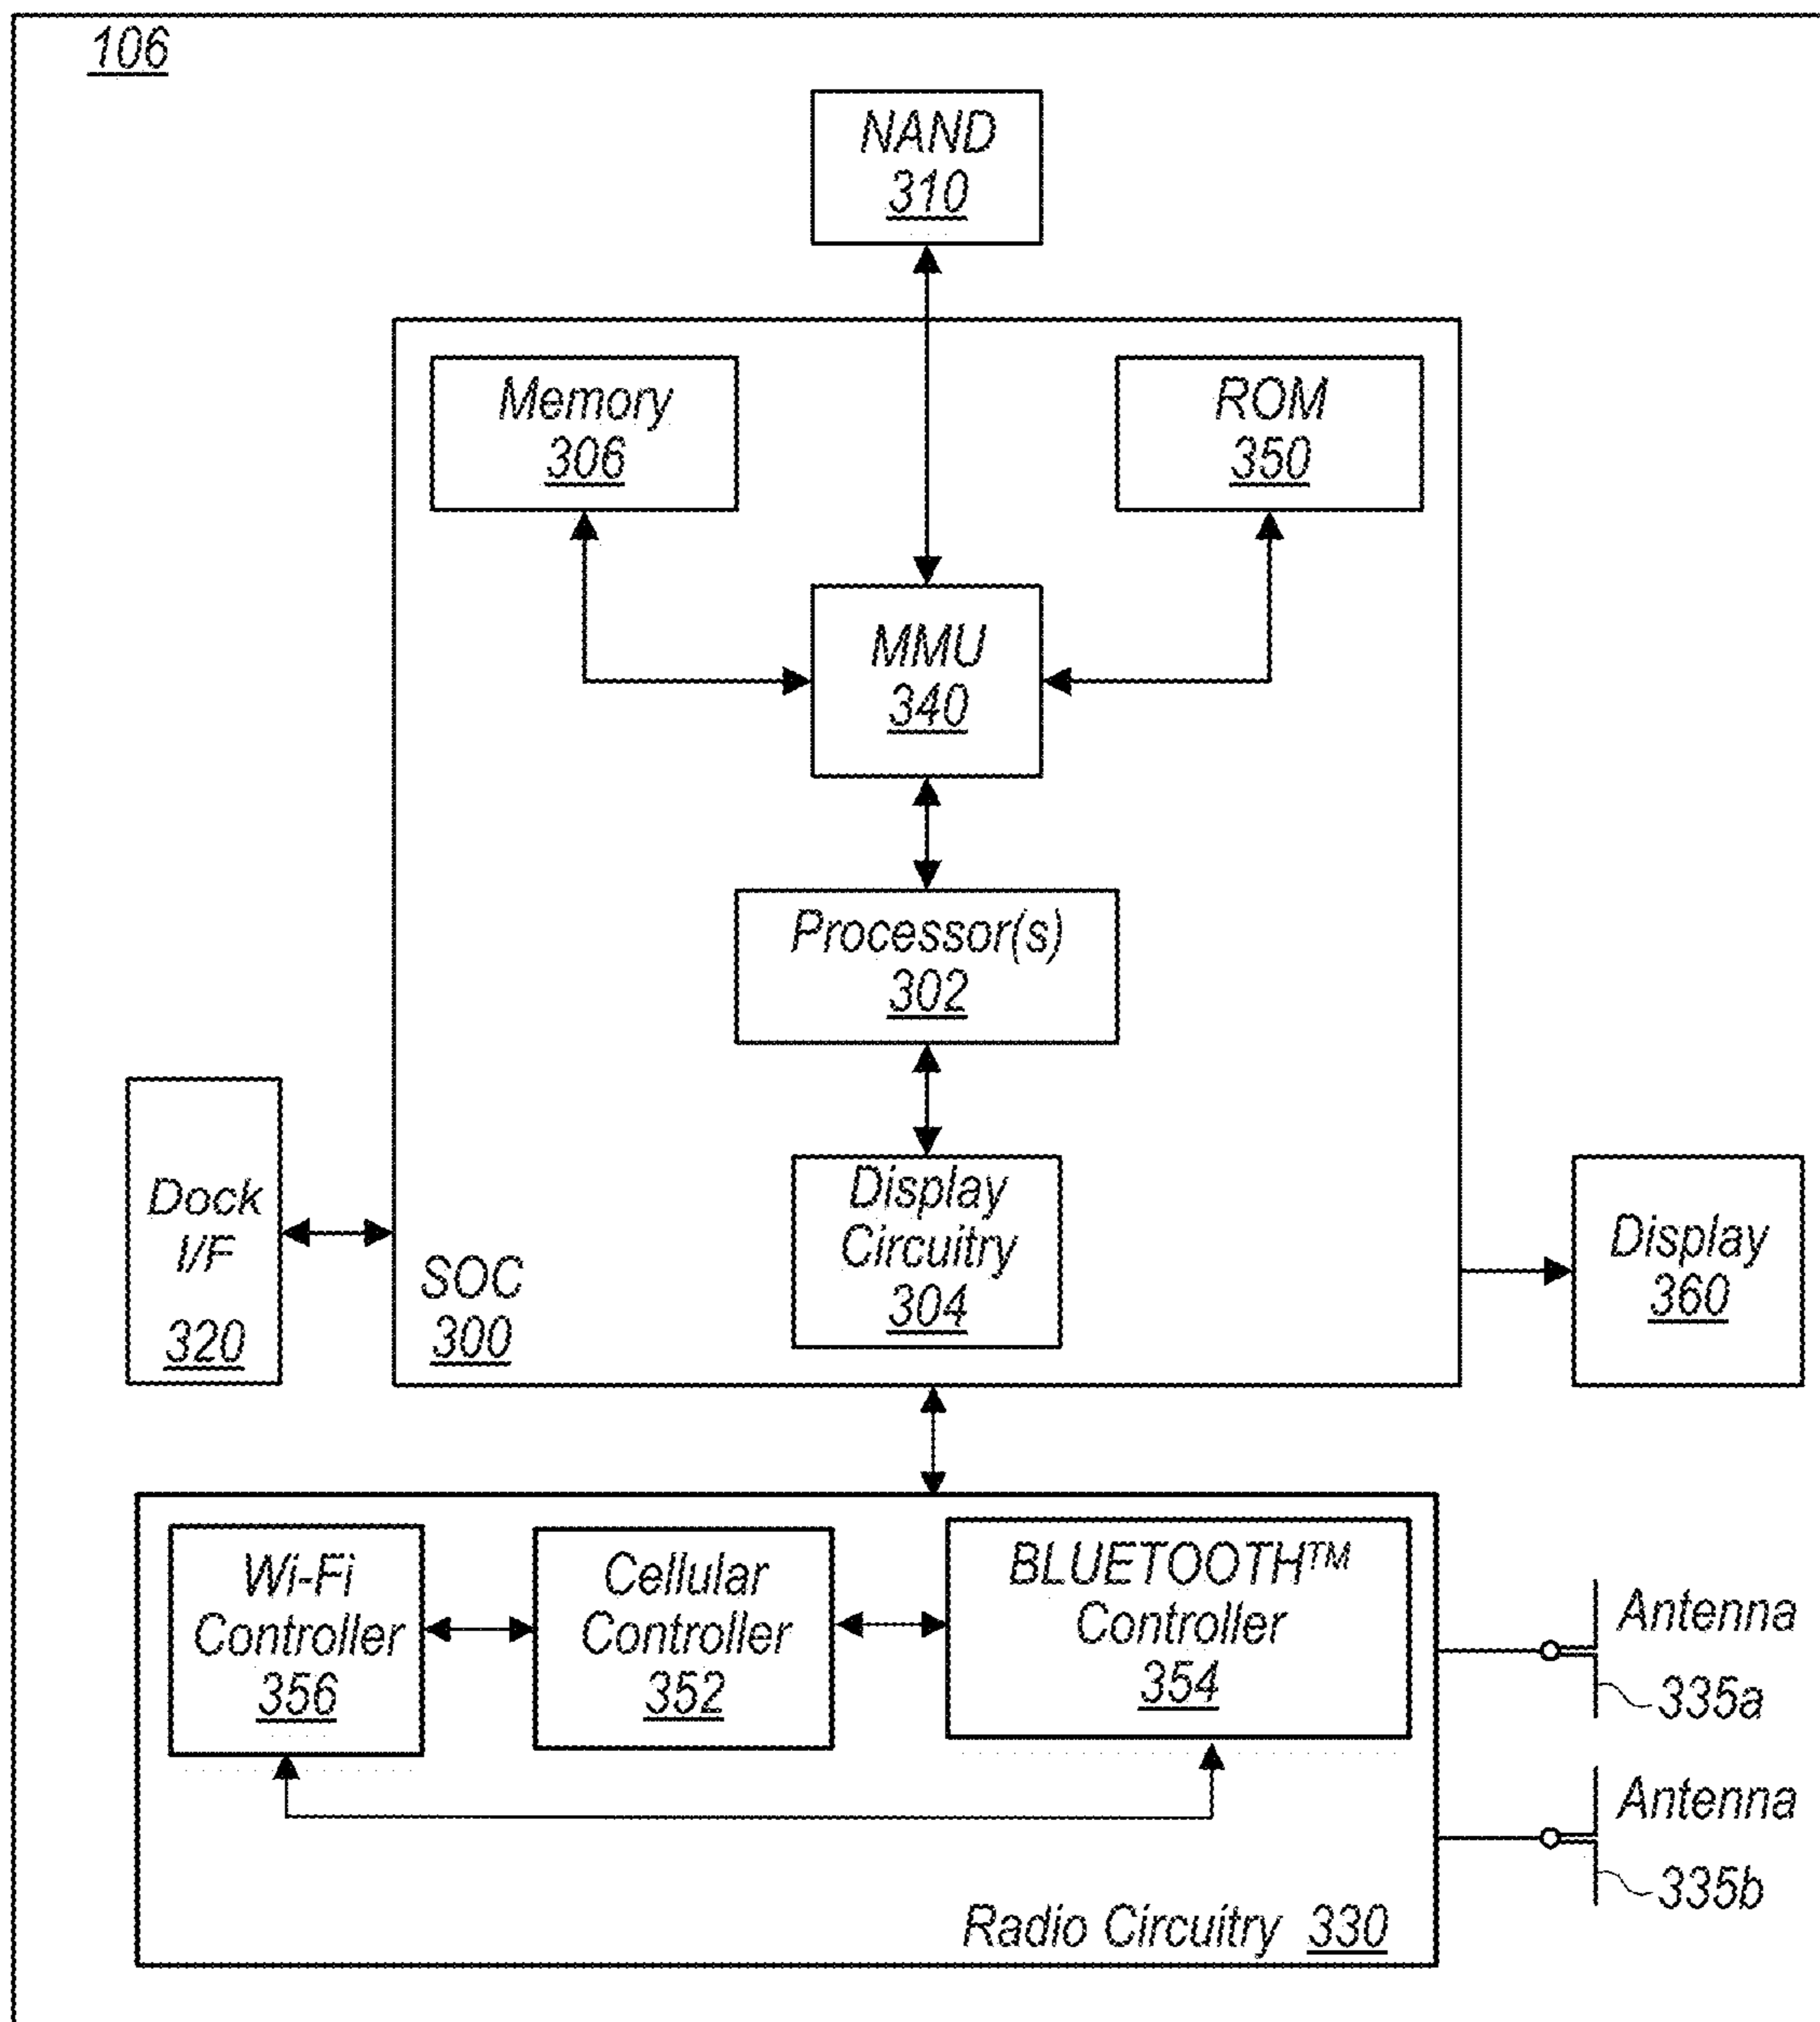 106
NAND
310
Memory
306
ROM
350
MMU
340
Processor(s)
302
Display
Circuitry
304
Dock
I/F
320
SOC
300
Display
360
Wi-Fi
Controller
356
Cellular
Controller
352
BLUETOOTH™
Controller
354
Antenna
335a
Antenna
335b
Radio Circuitry 330